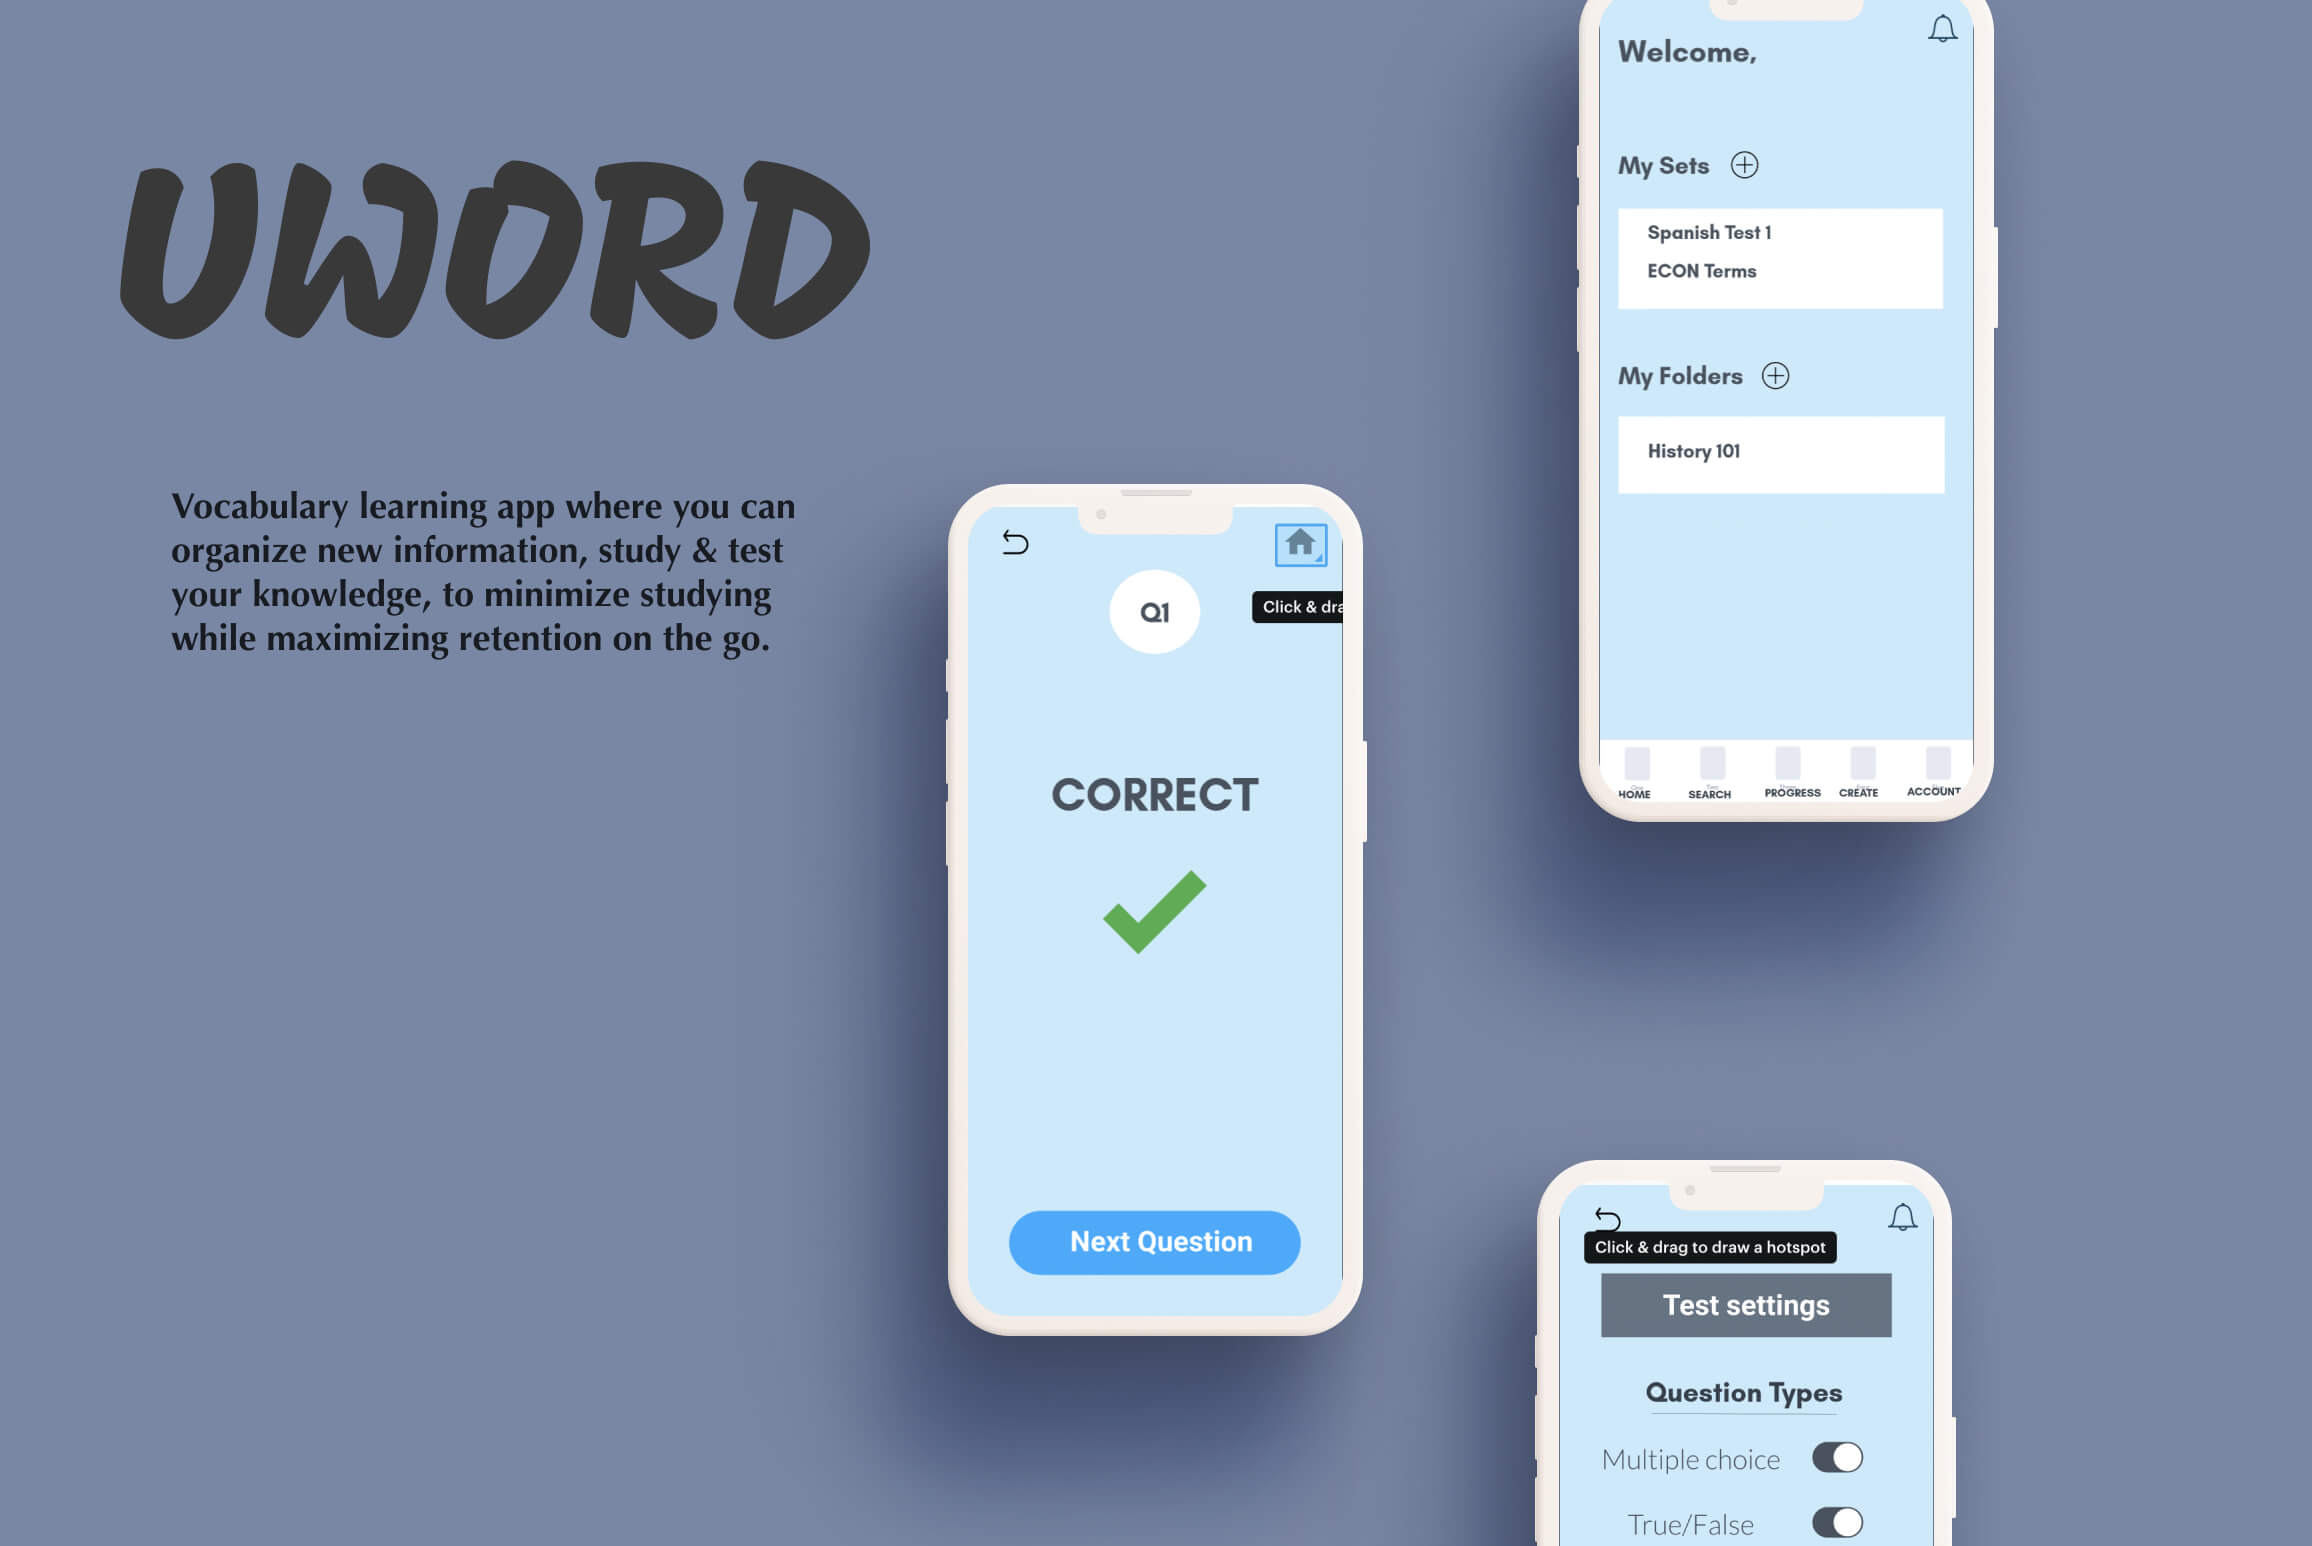 UWORD
Vocabulary learning app where you can
organize new information, study & test
your knowledge, to minimize studying
while maximizing retention on the go.
Q1
Click & dra
CORRECT
Next Question
Welcome,
My Sets
Spanish Test 1
ECON Terms
My Folders
History 101
HOME SEARCH PROGRESS CREATE ACCOUNT
Click & drag to draw a hotspot
Test settings
Question Types
Multiple choice
True/False